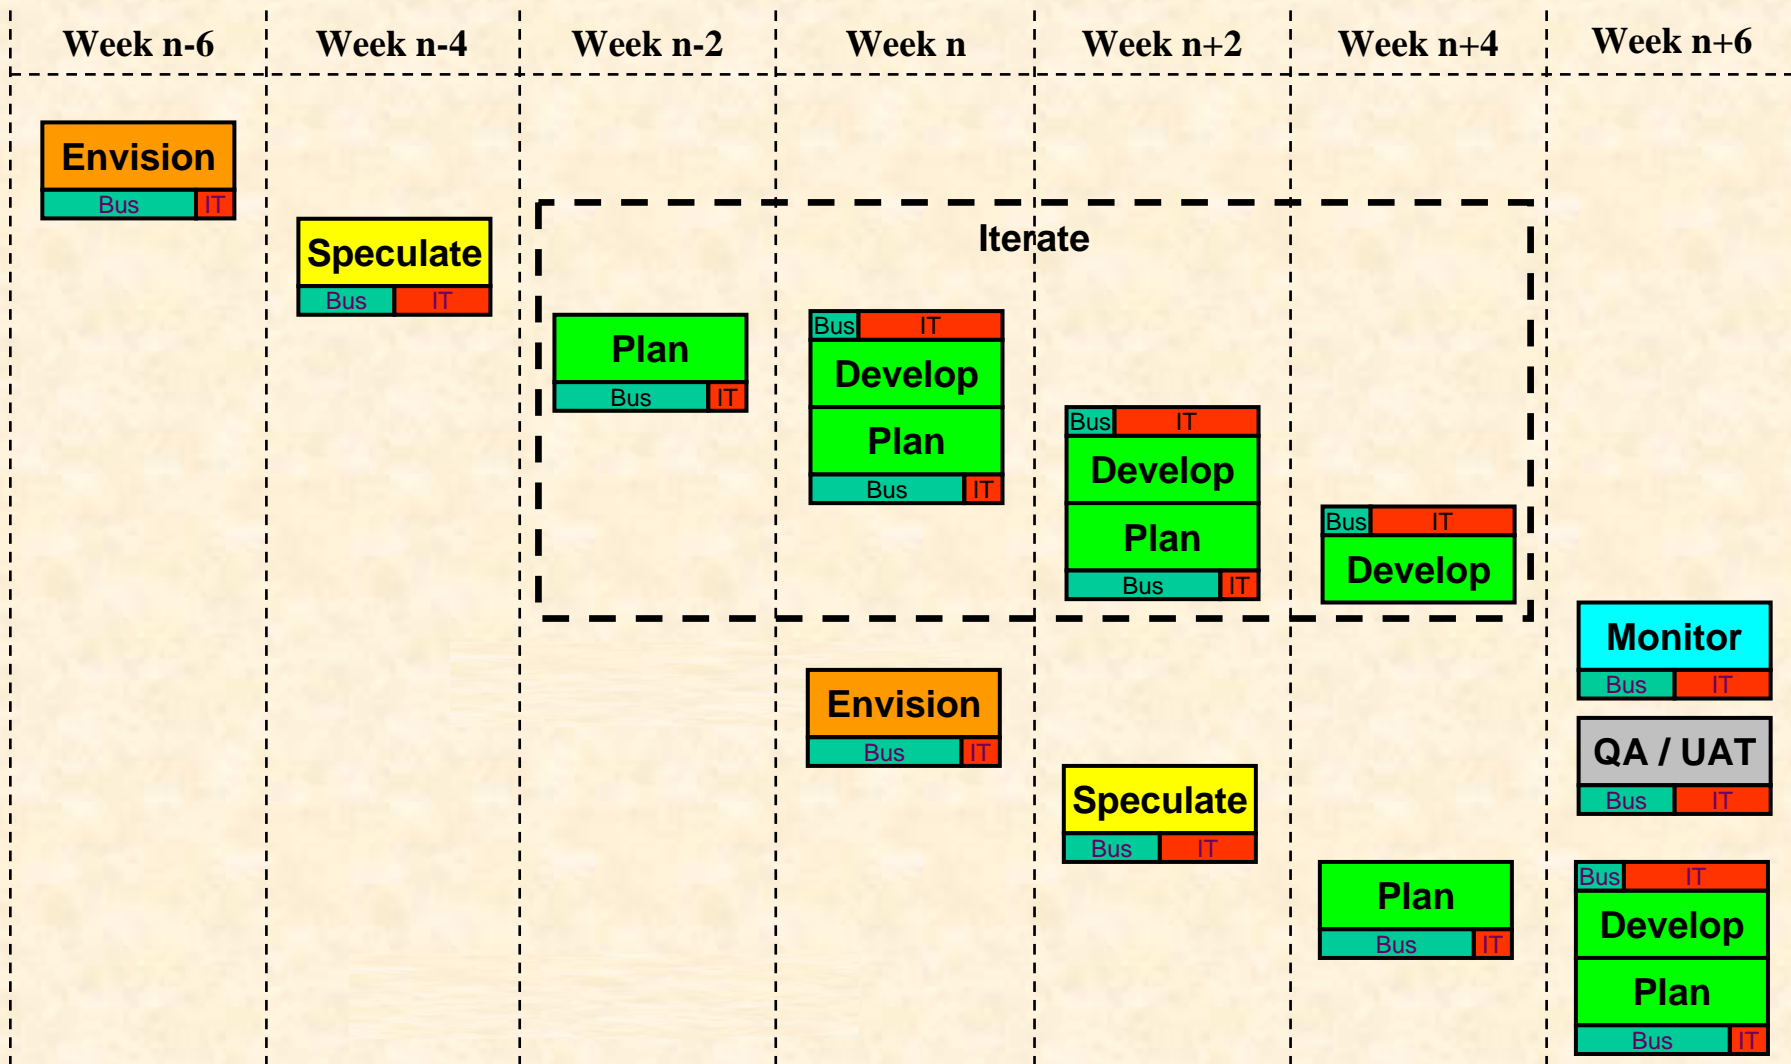 Week n-6 Week n-4 Week n-2 Week n Week n+2 Week n+4 Week n+6
Envision
Bus IT
Speculate
Bus IT
Iterate
Plan
Bus IT
Bus IT
Develop
Plan
Bus IT
Bus IT
Develop
Plan
Bus IT
Bus IT
Develop
Monitor
Bus IT
QA / UAT
Bus IT
Envision
Bus IT
Speculate
Bus IT
Plan
Bus IT
Bus IT
Develop
Plan
Bus IT